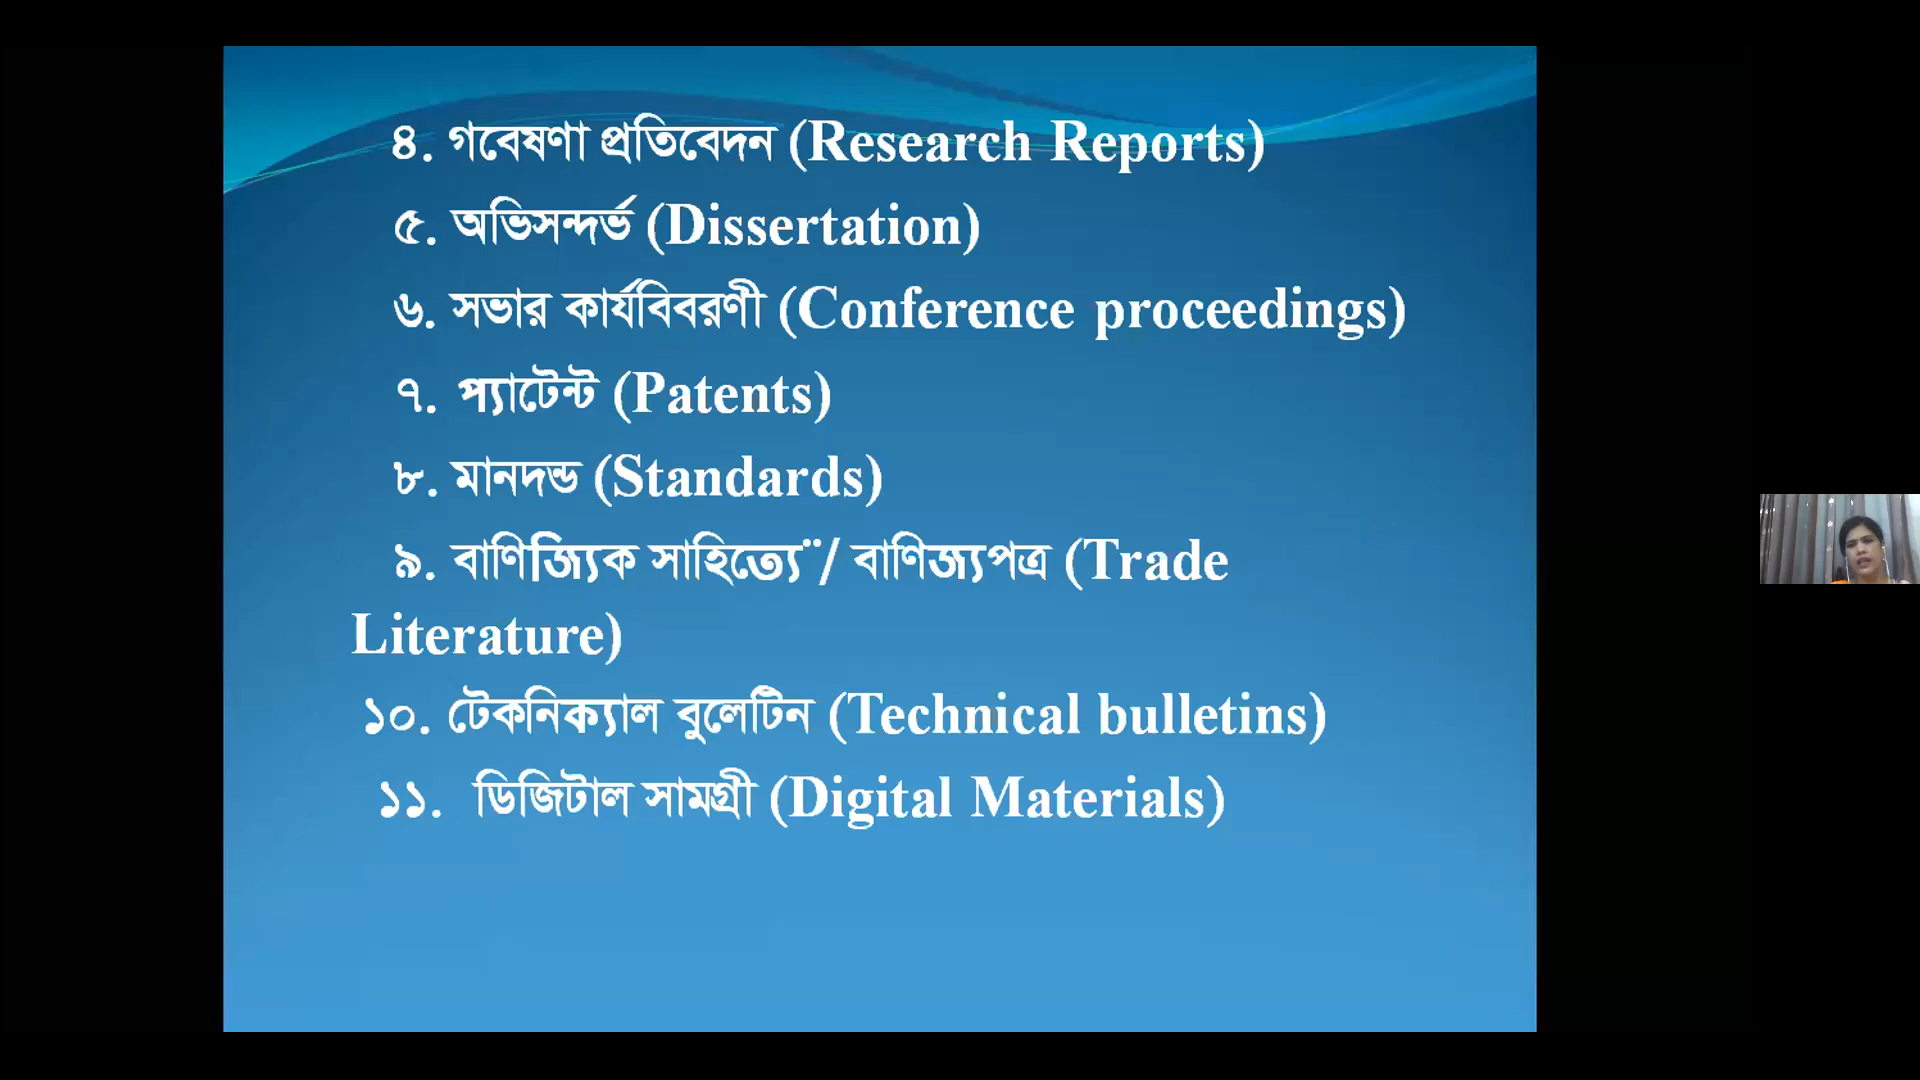 ৪. গবেষণা প্রতিবেদন (Research Reports)
৫. অভিসন্দর্ভ (Dissertation)
৬. সভার কার্যবিবরণী (Conference proceedings)
৭. প্যাটেন্ট (Patents)
৮. মানদন্ড (Standards)
৯. বাণিজ্যিক সাহিত্যে¨/ বাণিজ্যপত্র (Trade
Literature)
১০. টেকনিক্যাল বুলেটিন (Technical bulletins)
১১. ডিজিটাল সামগ্রী (Digital Materials)